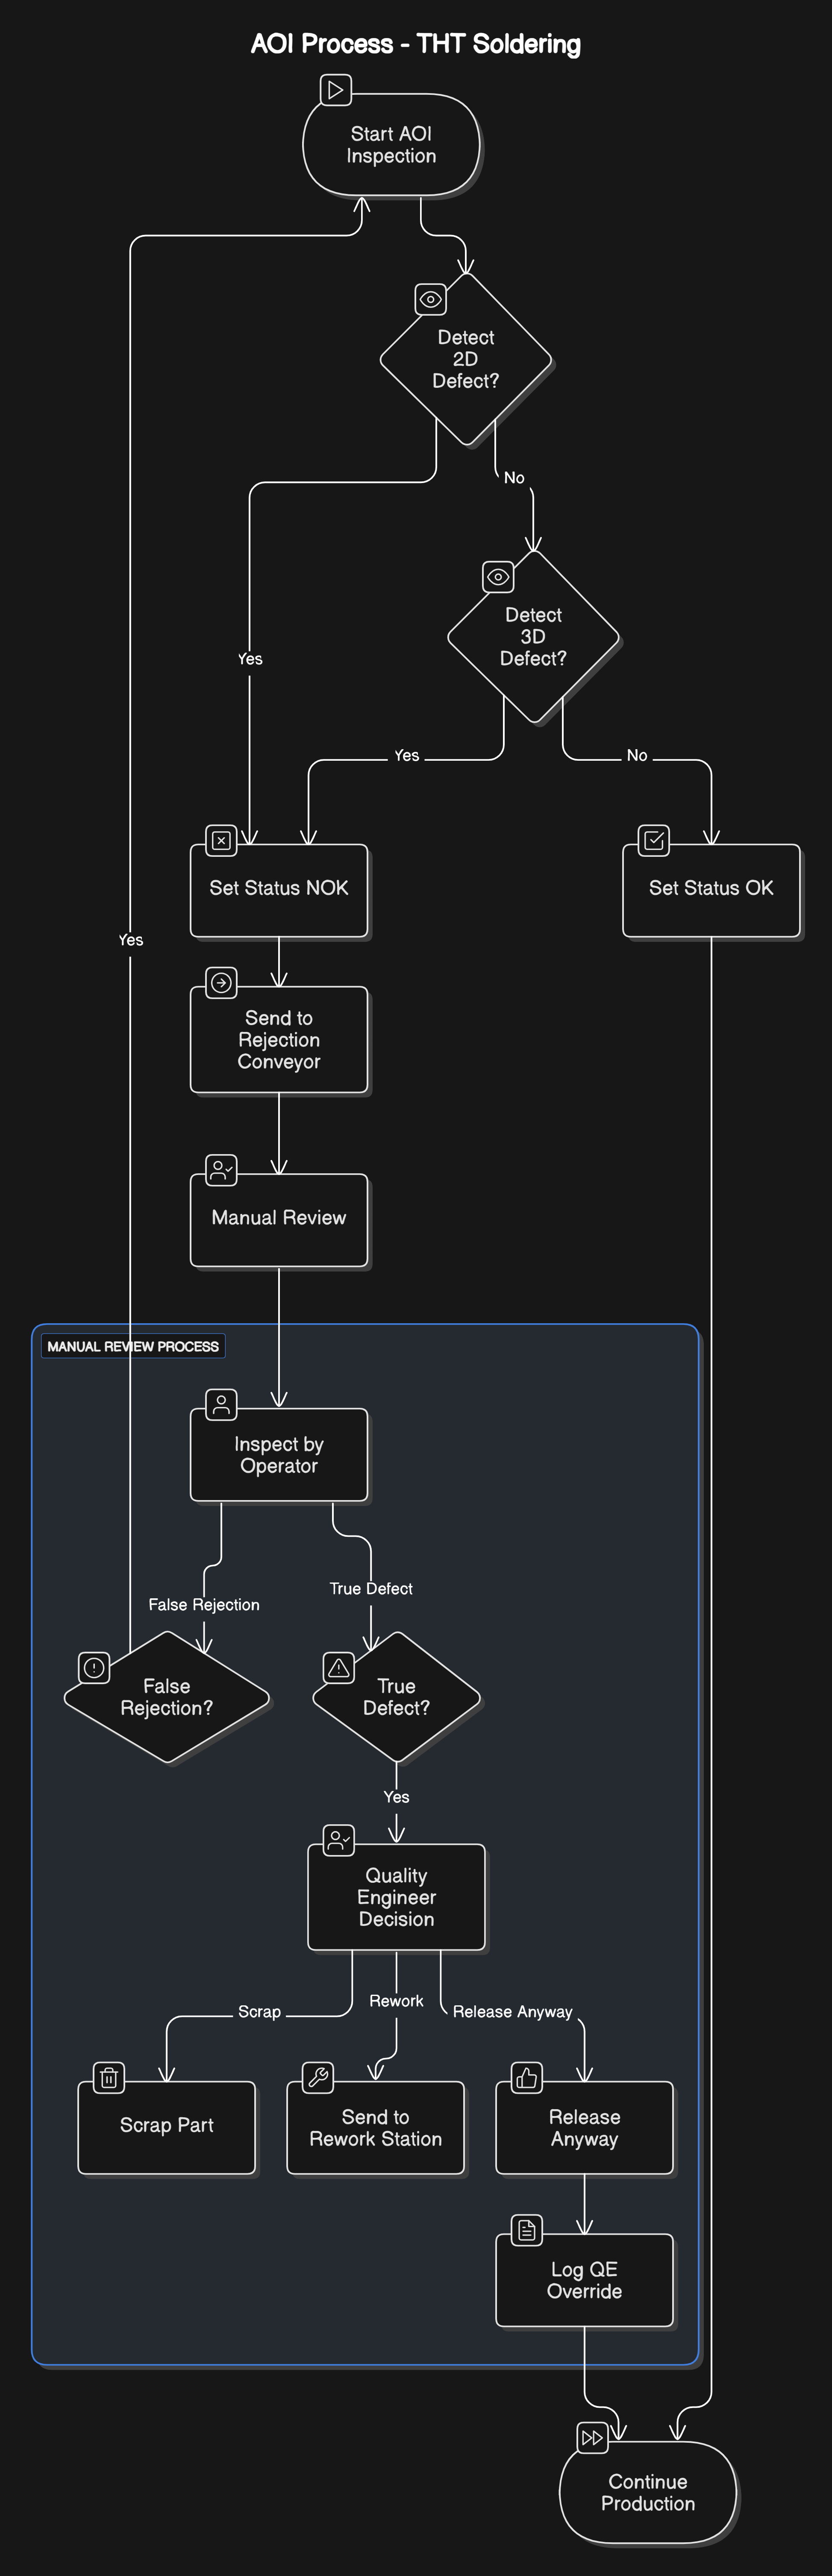 AOI Process - THT Soldering
Start AOI
Inspection
Detect
2D
Defect?
No
Detect
3D
Defect?
Yes
Yes
No
Set Status NOK
Set Status OK
Yes
Send to
Rejection
Conveyor
Manual Review
MANUAL REVIEW PROCESS
Inspect by
Operator
False Rejection
True Defect
False
Rejection?
True
Defect?
Yes
Quality
Engineer
Decision
Scrap
Rework
Release Anyway
Scrap Part
Send to
Rework Station
Release
Anyway
Log QE
Override
Continue
Production